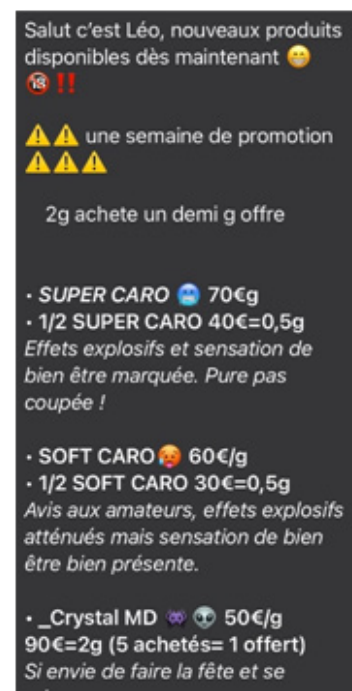 Salut c’est Léo, nouveaux produits
disponibles dès maintenant 😁
🔞‼️
⚠️⚠️ une semaine de promotion
⚠️⚠️⚠️
2g achete un demi g offre
• SUPER CARO 🥶 70€g
• 1/2 SUPER CARO 40€=0,5g
Effets explosifs et sensation de
bien être marquée. Pure pas
coupée !
• SOFT CARO🥵 60€/g
• 1/2 SOFT CARO 30€=0,5g
Avis aux amateurs, effets explosifs
atténués mais sensation de bien
être bien présente.
• _Crystal MD 👾 👽 50€/g
90€=2g (5 achetés= 1 offert)
Si envie de faire la fête et se